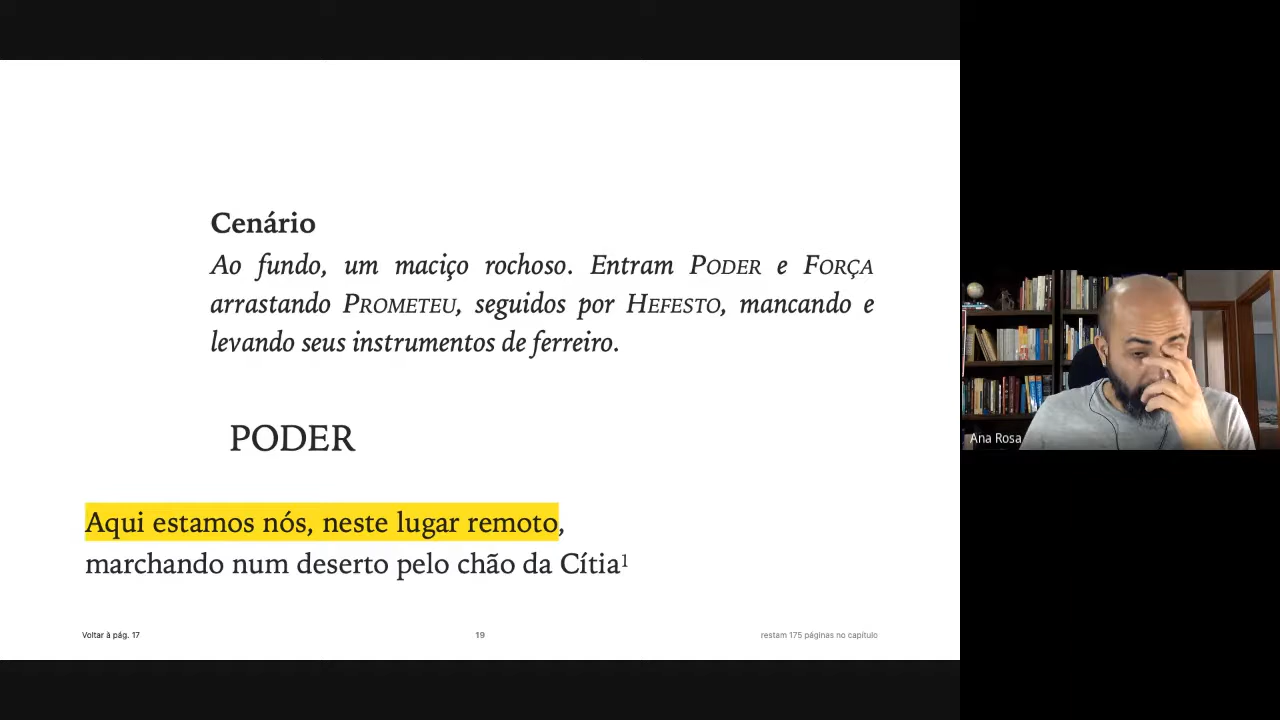 Cenário
Ao fundo, um maciço rochoso. Entram PODER e FORÇA
arrastando PROMETEU, seguidos por HEFESTO, mancando e
levando seus instrumentos de ferreiro.
PODER
Aqui estamos nós, neste lugar remoto,
marchando num deserto pelo chão da Cítia¹
Voltar à pág. 17
19
restam 175 páginas no capítulo
Ana Rosa